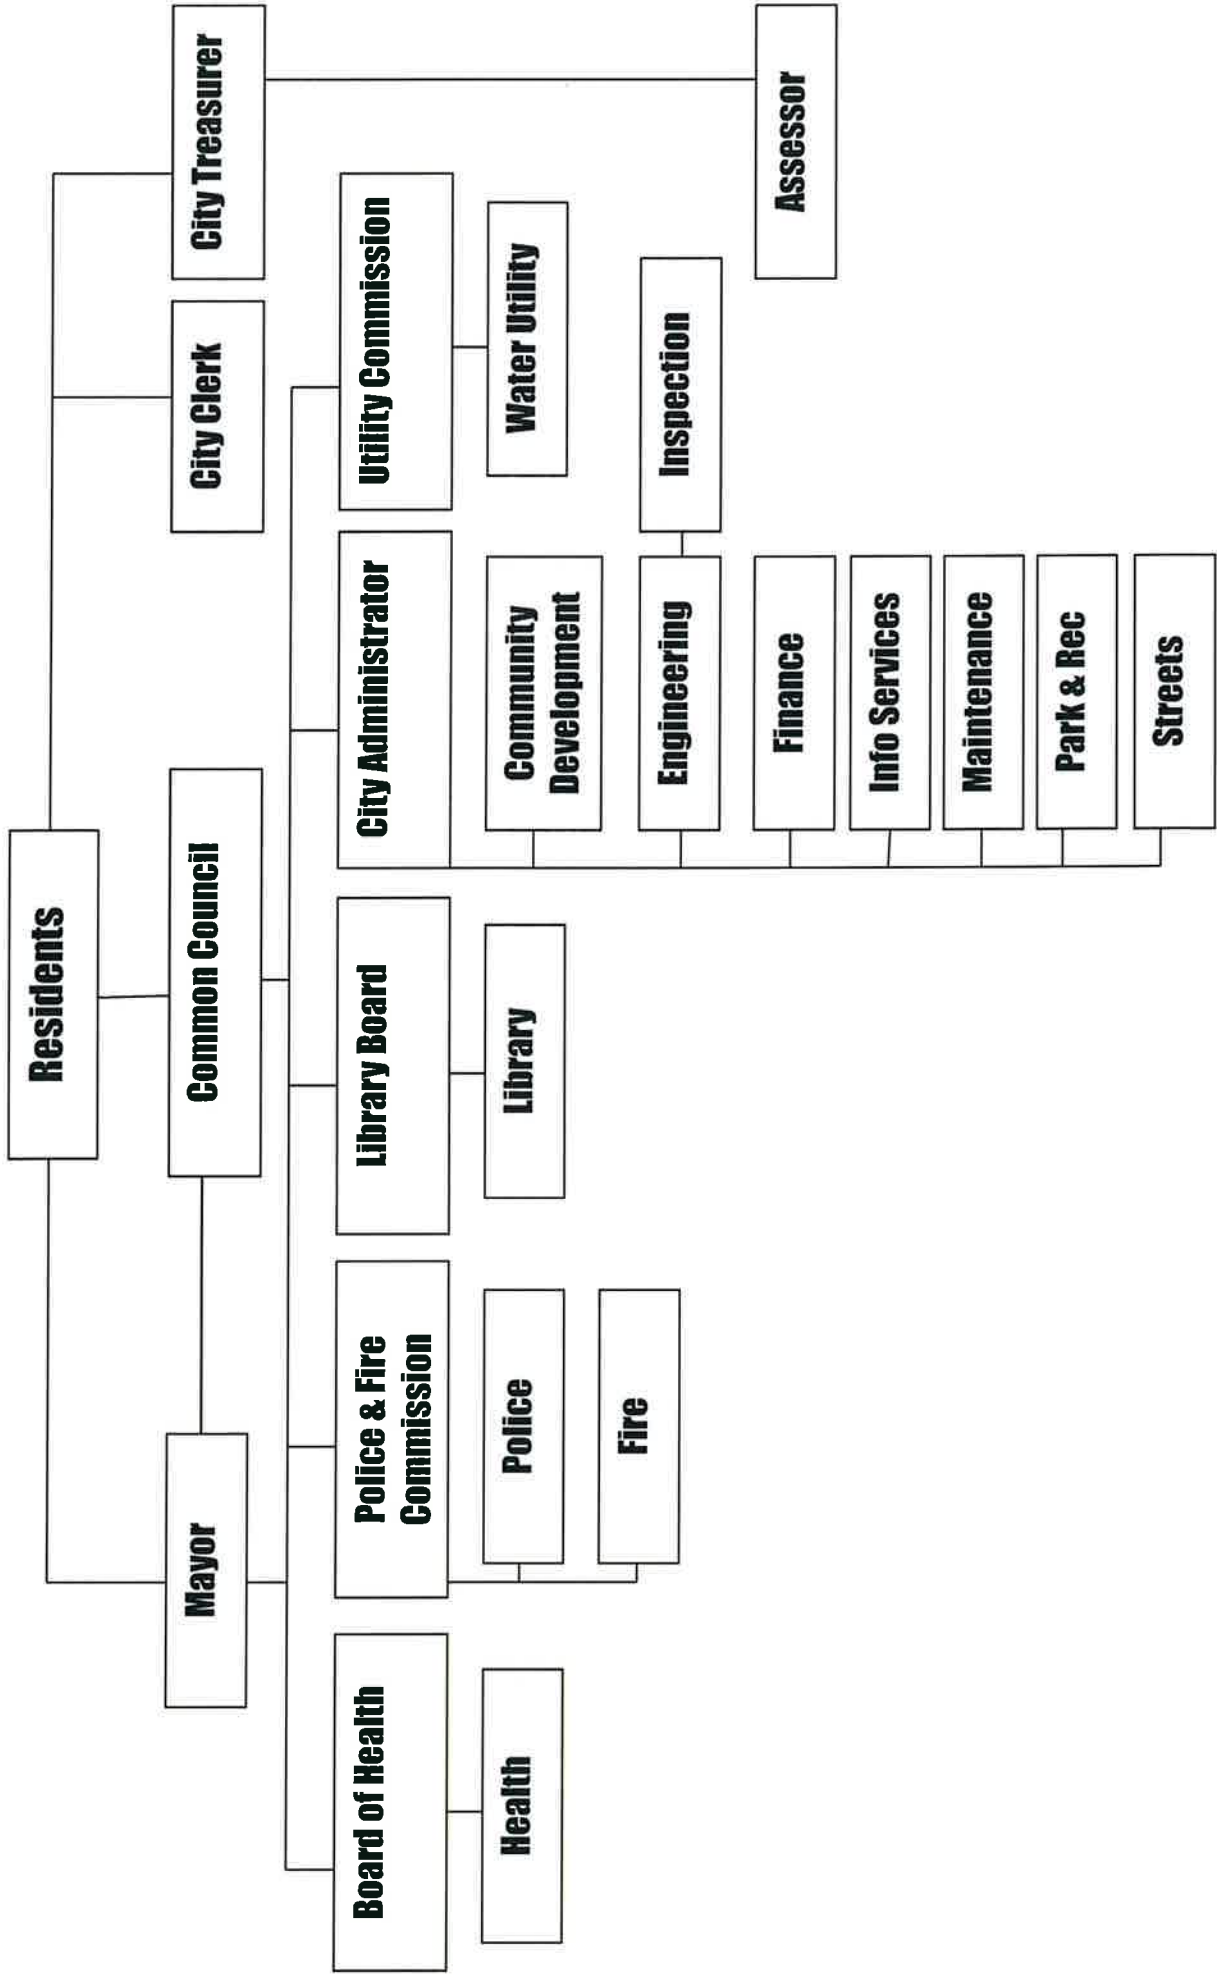 Residents
Mayor
Common Council
City Clerk
City Treasurer
Board of Health
Police & Fire
Commission
Library Board
City Administrator
Utility Commission
Health
Police
Library
Community
Development
Water Utility
Fire
Engineering
Inspection
Finance
Assessor
Info Services
Maintenance
Park & Rec
Streets